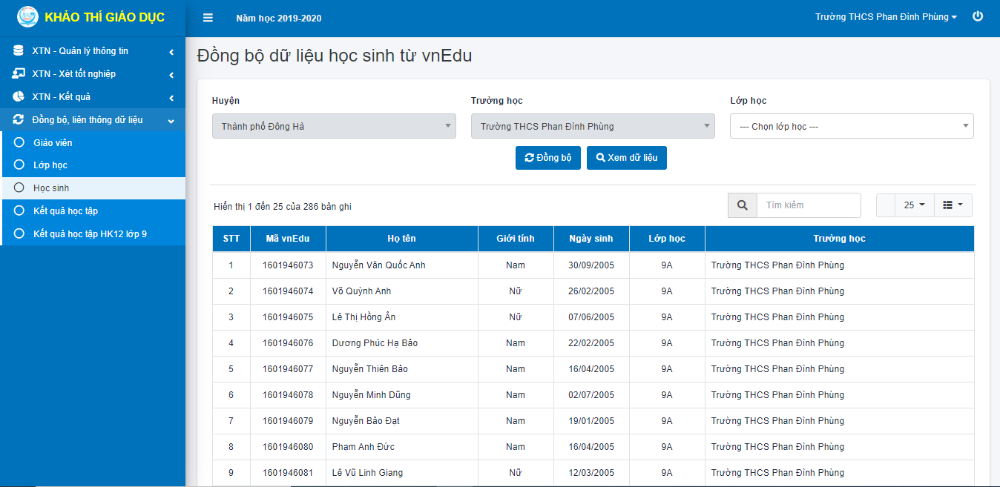 KHẢO THÍ GIÁO DỤC
Năm học 2019-2020
Trường THCS Phan Đình Phùng
XTN - Quản lý thông tin
XTN - Xét tốt nghiệp
XTN - Kết quả
Đồng bộ, liên thông dữ liệu
Giáo viên
Lớp học
Học sinh
Kết quả học tập
Kết quả học tập HK12 lớp 9
Đồng bộ dữ liệu học sinh từ vnEdu
Huyện Trường học Lớp học
Thành phố Đông Hà Trường THCS Phan Đình Phùng --- Chọn lớp học ---
Đồng bộ Xem dữ liệu
Hiển thị 1 đến 25 của 286 bản ghi Tìm kiếm 25
STT Mã vnEdu Họ tên Giới tính Ngày sinh Lớp học Trường học
1 1601946073 Nguyễn Văn Quốc Anh Nam 30/09/2005 9A Trường THCS Phan Đình Phùng
2 1601946074 Võ Quỳnh Anh Nữ 26/02/2005 9A Trường THCS Phan Đình Phùng
3 1601946075 Lê Thị Hồng Ân Nữ 07/06/2005 9A Trường THCS Phan Đình Phùng
4 1601946076 Dương Phúc Hạ Bảo Nam 22/02/2005 9A Trường THCS Phan Đình Phùng
5 1601946077 Nguyễn Thiên Bảo Nam 16/04/2005 9A Trường THCS Phan Đình Phùng
6 1601946078 Nguyễn Minh Dũng Nam 02/07/2005 9A Trường THCS Phan Đình Phùng
7 1601946079 Nguyễn Bảo Đạt Nam 19/01/2005 9A Trường THCS Phan Đình Phùng
8 1601946080 Phạm Anh Đức Nam 16/04/2005 9A Trường THCS Phan Đình Phùng
9 1601946081 Lê Vũ Linh Giang Nữ 12/03/2005 9A Trường THCS Phan Đình Phùng